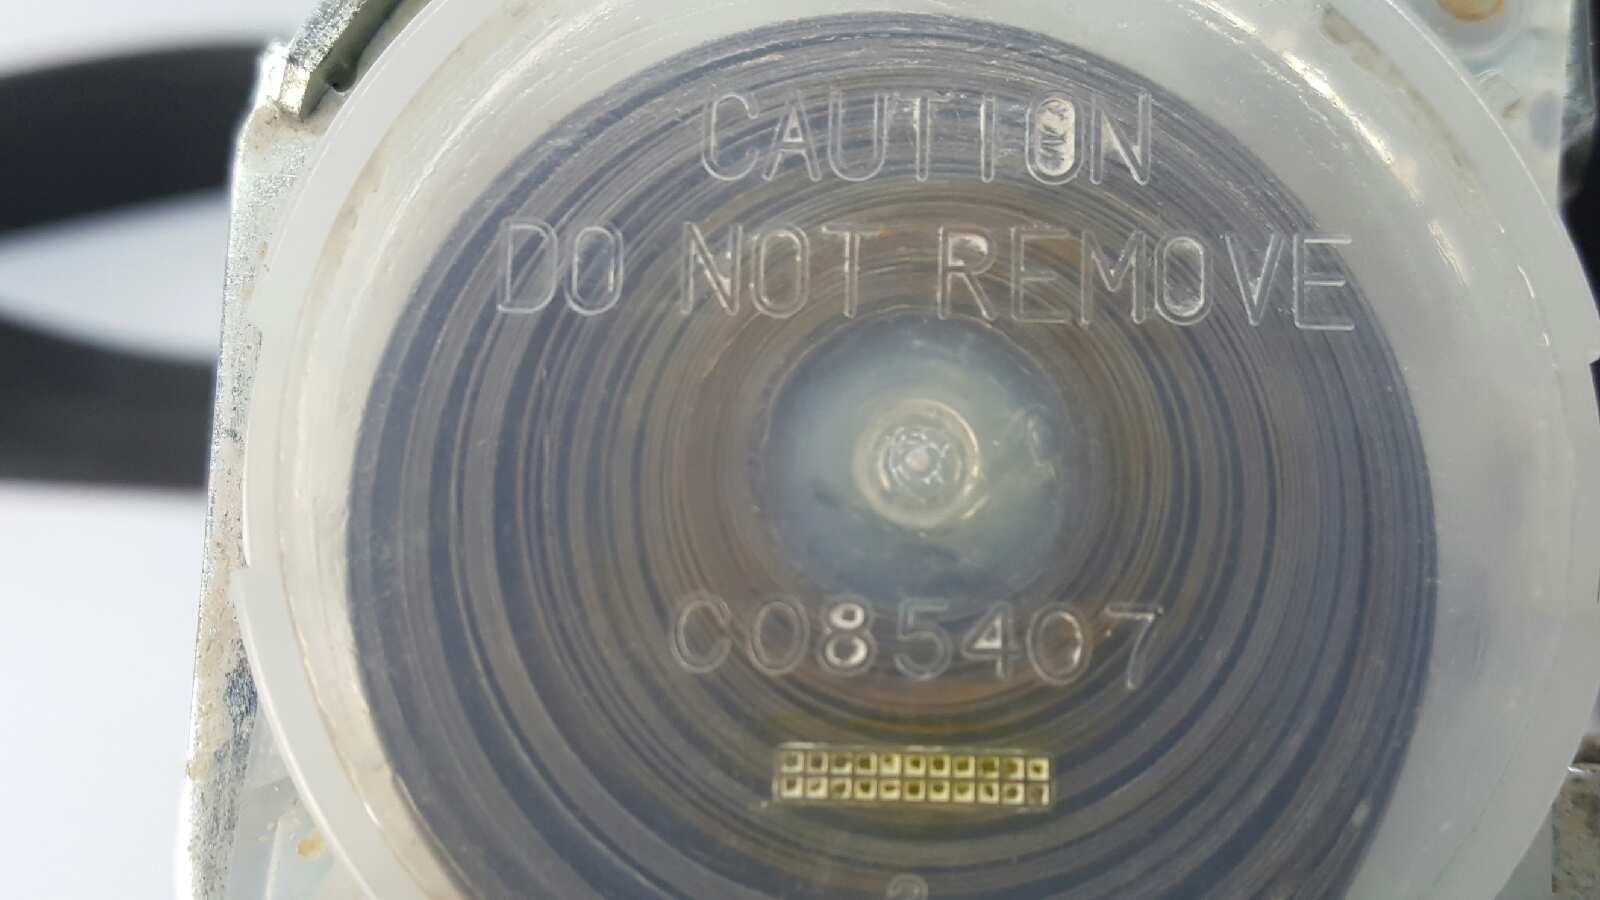 CAUTION
DO NOT REMOVE
C085407